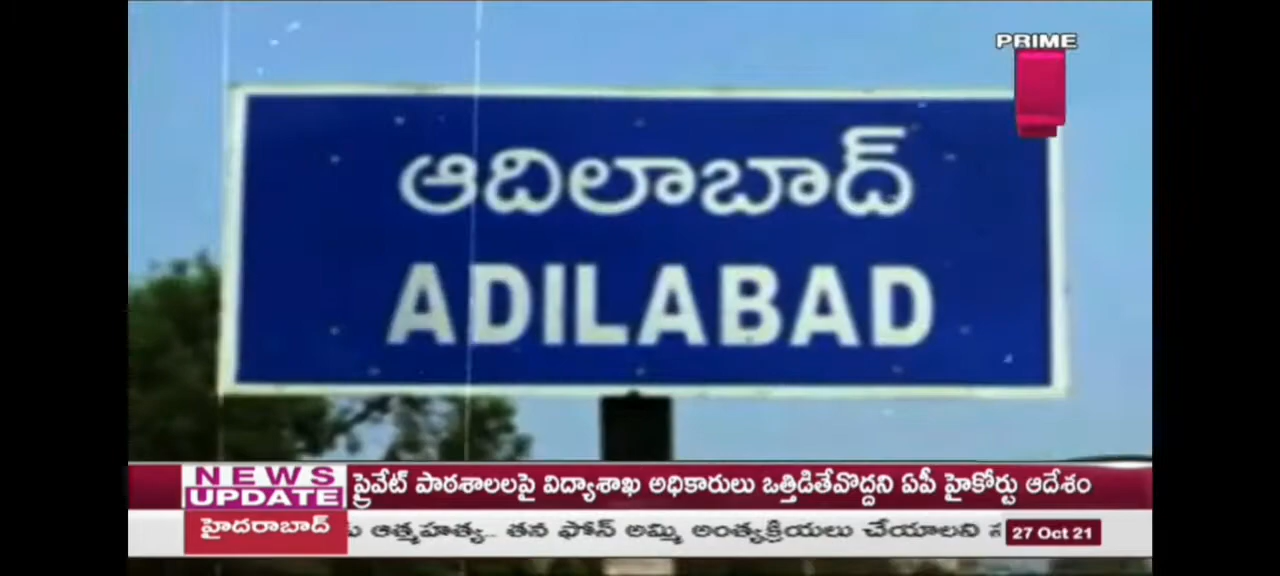 PRIME
ఆదిలాబాద్
ADILABAD
NEWS UPDATE
ప్రైవేట్ పాఠశాలలపై విద్యాశాఖ అధికారులు ఒత్తిడితేవొద్దని ఏపీ హైకోర్టు ఆదేశం
హైదరాబాద్
ఆత్మహత్య.. తన ఫోన్ అమ్మి అంత్యక్రియలు చేయాలని
27 Oct 21